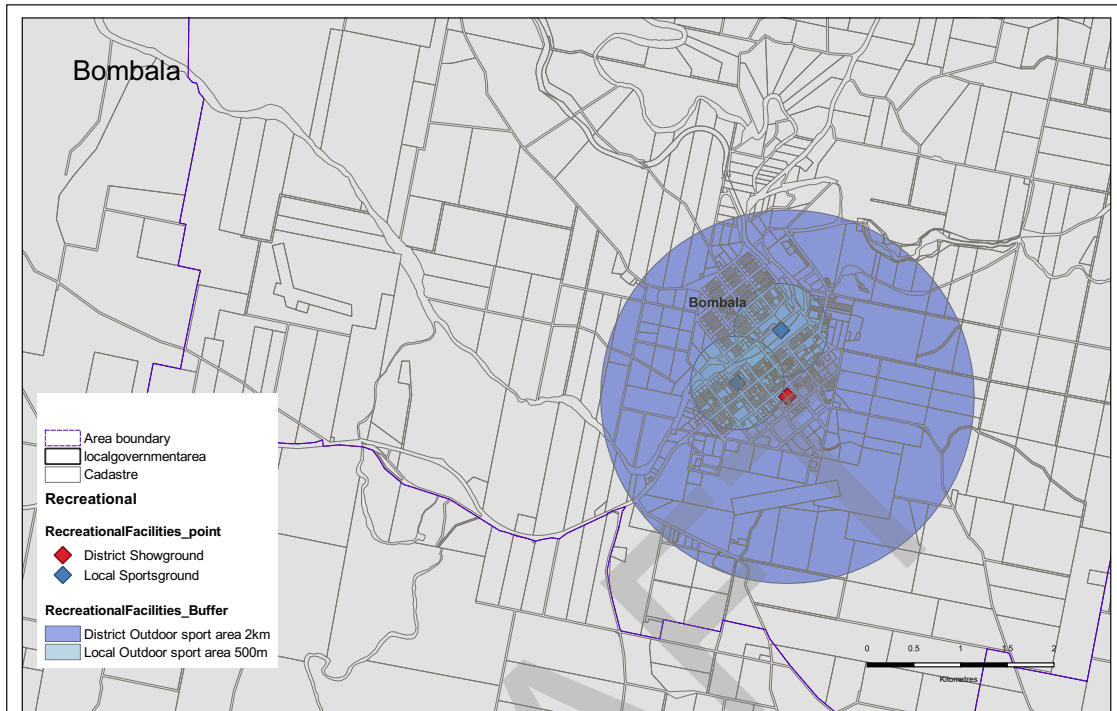 Bombala
Bombala
Area boundary
localgovernmentarea
Cadastre
Recreational
RecreationalFacilities_point
District Showground
Local Sportsground
RecreationalFacilities_Buffer
District Outdoor sport area 2km
Local Outdoor sport area 500m
0 0.5 1 1.5 2
Kilometres